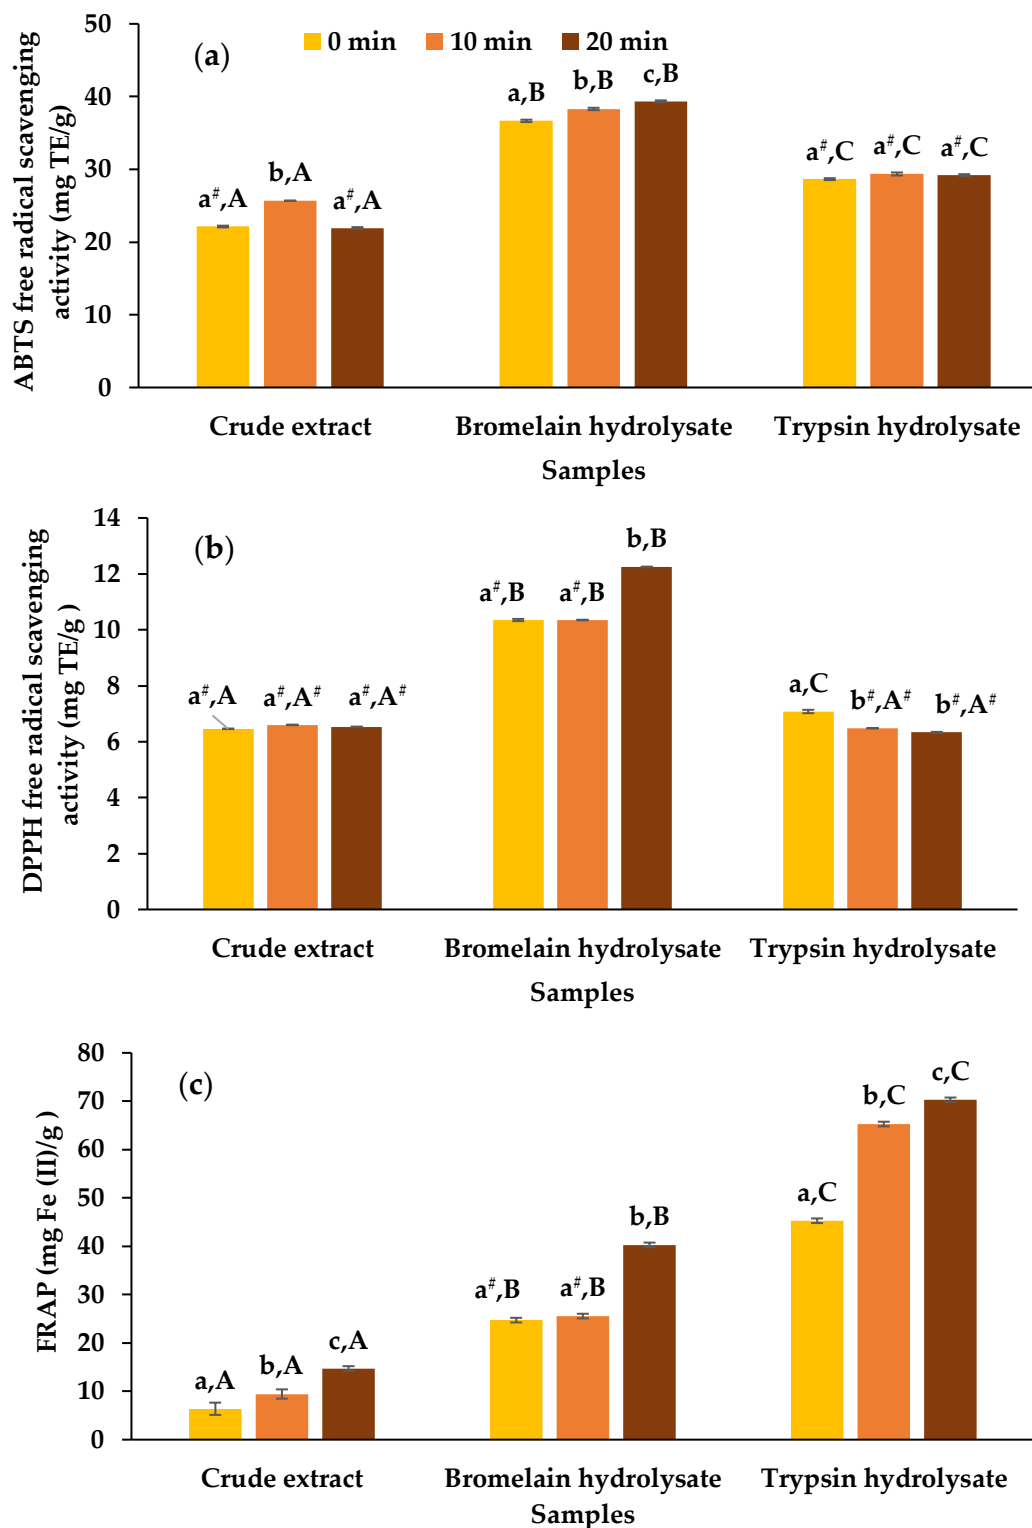 ABTS free radical scavenging
activity (mg TE/g)
50
40
30
20
10
0
(a)
0 min 10 min 20 min
a#,A b,A a#,A
a,B b,B c,B
a#,C a#,C a#,C
Crude extract Bromelain hydrolysate Trypsin hydrolysate
Samples
DPPH free radical scavenging
activity (mg TE/g )
14
12
10
8
6
4
2
0
(b)
a#,A a#,A# a#,A#
a#,B a#,B b,B
a,C b#,A# b#,A#
Crude extract Bromelain hydrolysate Trypsin hydrolysate
Samples
FRAP (mg Fe (II)/g )
80
70
60
50
40
30
20
10
0
(c)
a,A b,A c,A
a#,B a#,B b,B
a,C b,C c,C
Crude extract Bromelain hydrolysate Trypsin hydrolysate
Samples